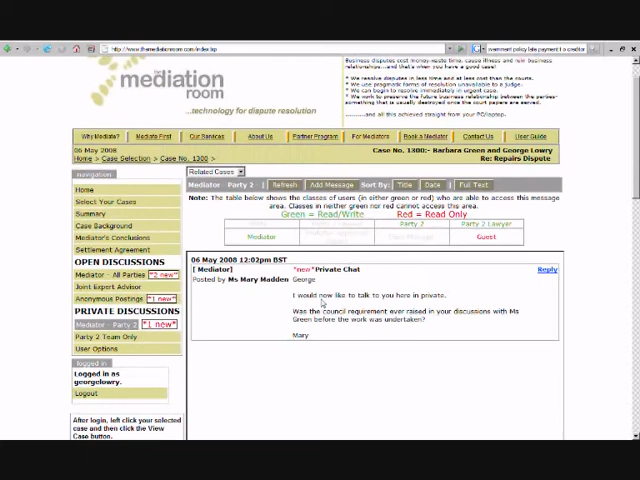 http://www.themediationroom.com/index.bp
vernment policy late payment to creditor
the
mediation
room
...technology for dispute resolution
Business disputes cost money-waste time, cause illness and ruin business
relationships...and that's when you have a good case!
* We resolve disputes in less time and at less cost than the courts.
* We use pragmatic forms of resolution unavailable to a judge.
* We can begin to resolve immediately in urgent case.
* We work to preserve the future business relationship between the parties-
something that is usually destroyed once the court papers are served.
.......and all this achieved straight from your PC/laptop.
Why Mediate? Mediate First Our Services About Us Partner Program For Mediators Book a Mediator Contact Us User Guide
06 May 2008
Home > Case Selection > Case No. 1300 >
Case No. 1300:- Barbara Green and George Lowry
Re: Repairs Dispute
navigation
Home
Select Your Cases
Summary
Case Background
Mediator's Conclusions
Settlement Agreement
OPEN DISCUSSIONS
Mediator - All Parties *2 new*
Joint Expert Advisor
Anonymous Postings *1 new*
PRIVATE DISCUSSIONS
Mediator - Party 2 *1 new*
Party 2 Team Only
User Options
logged in
Logged in as
georgelowry.
Logout
After login, left click your selected
case and then click the View
Case button.
Related Cases
Mediator - Party 2 | Refresh Add Message Sort By: Title Date | Full Text
Note: The table below shows the classes of users (in either green or red) who are able to access this message
area. Classes in neither green nor red cannot access this area.
Green = Read/Write Red = Read Only
Party 2 Party 2 Lawyer
Mediator Guest
06 May 2008 12:02pm BST
[ Mediator] *new*Private Chat Reply
Posted by Ms Mary Madden George
I would now like to talk to you here in private.
Was the council requirement ever raised in your discussions with Ms
Green before the work was undertaken?
Mary